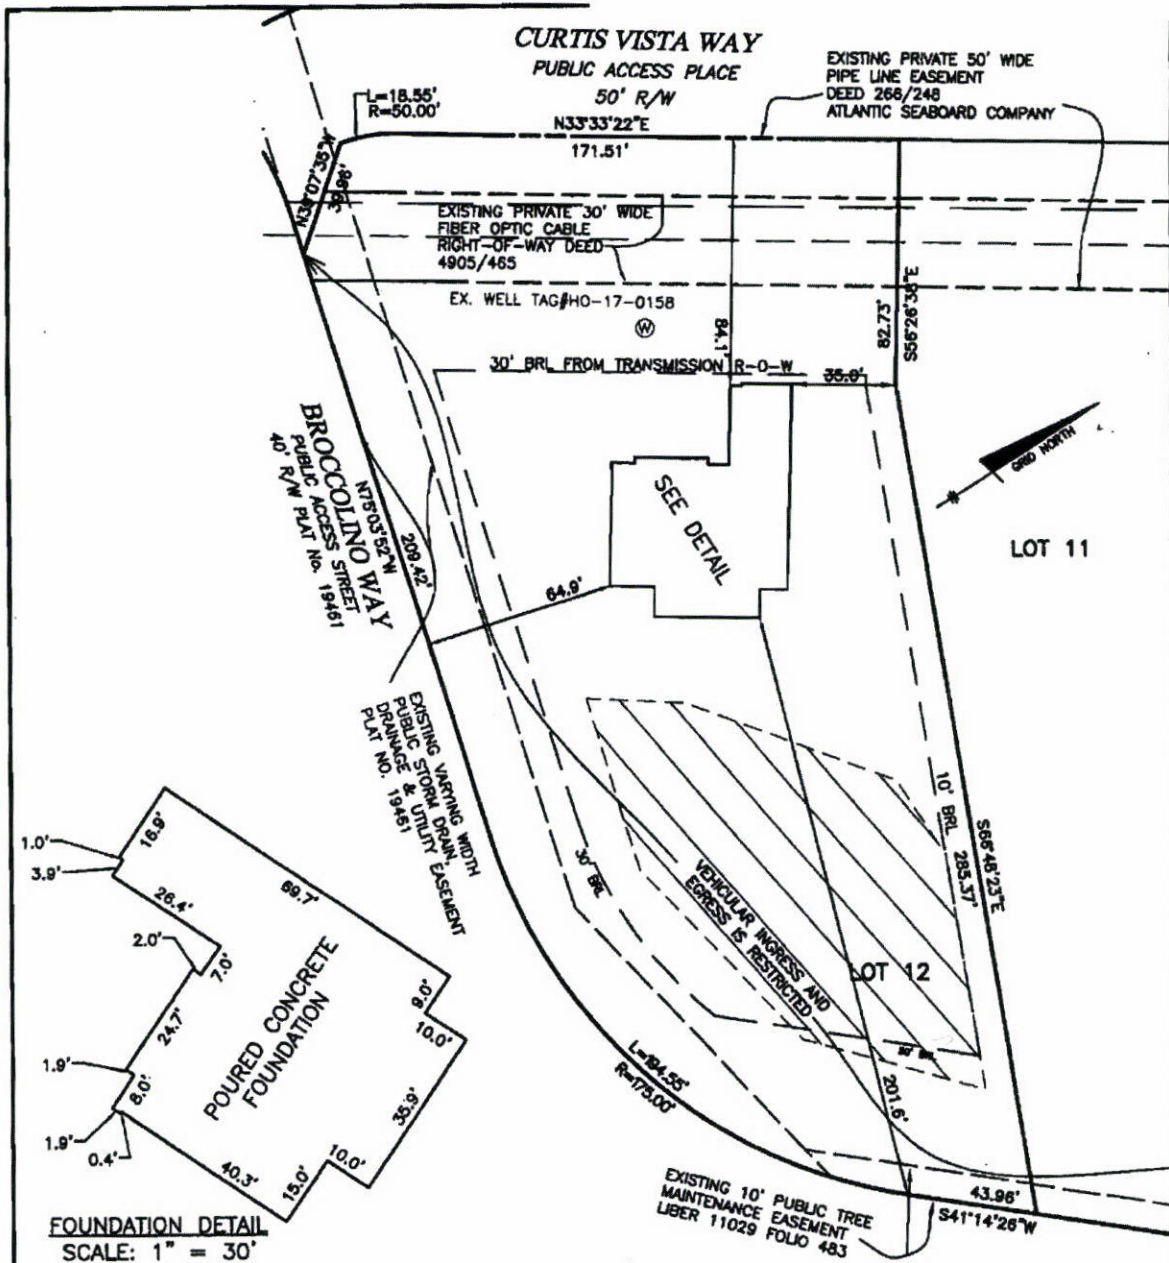 CURTIS VISTA WAY
PUBLIC ACCESS PLACE
50' R/W
N33°33'22"E
171.51'
EXISTING PRIVATE 50' WIDE
PIPE LINE EASEMENT
DEED 266/248
ATLANTIC SEABOARD COMPANY
L=18.55'
R=50.00'
N39°07'35"W
39.96'
EXISTING PRIVATE 30' WIDE
FIBER OPTIC CABLE
RIGHT-OF-WAY DEED
4905/465
EX. WELL TAG#HO-17-0158
W
84.1'
82.73'
S56°26'38"E
30' BRL FROM TRANSMISSION R-O-W
35.0'
GRID NORTH
BROCCOLINO WAY
PUBLIC ACCESS STREET
40' R/W PLAT No. 19461
N75°03'52"W
209.42'
SEE DETAIL
LOT 11
64.9'
EXISTING VARYING WIDTH
PUBLIC STORM DRAIN,
DRAINAGE & UTILITY EASEMENT
PLAT NO. 19461
30' BRL
10' BRL
285.37'
S66°48'23"E
VEHICULAR INGRESS AND
EGRESS IS RESTRICTED
LOT 12
BRL
L=194.55'
R=175.00'
201.6'
43.96'
S41°14'26"W
EXISTING 10' PUBLIC TREE
MAINTENANCE EASEMENT
LIBER 11029 FOLIO 483
16.9'
1.0'
3.9'
26.4'
69.7'
2.0'
7.0'
24.7'
9.0'
10.0'
POURED CONCRETE
FOUNDATION
1.9'
8.0'
35.9'
1.9'
0.4'
40.3'
15.0'
10.0'
FOUNDATION DETAIL
SCALE: 1" = 30'